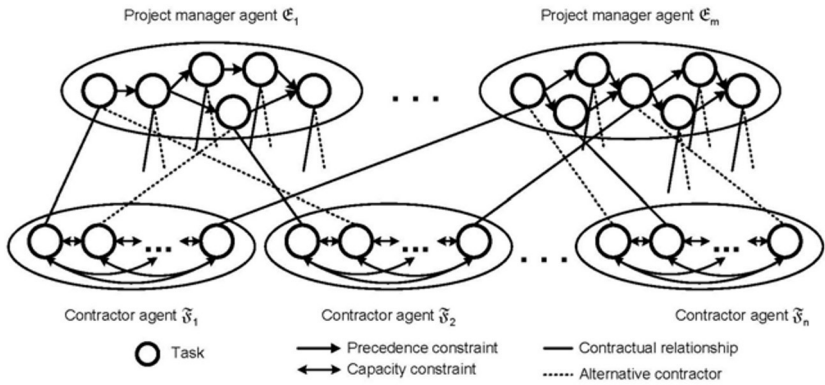 Project manager agent 𝔈1
Project manager agent 𝔈m
. . .
...
...
. . .
...
Contractor agent 𝔉1
Contractor agent 𝔉2
Contractor agent 𝔉n
Task
Precedence constraint
Capacity constraint
Contractual relationship
Alternative contractor